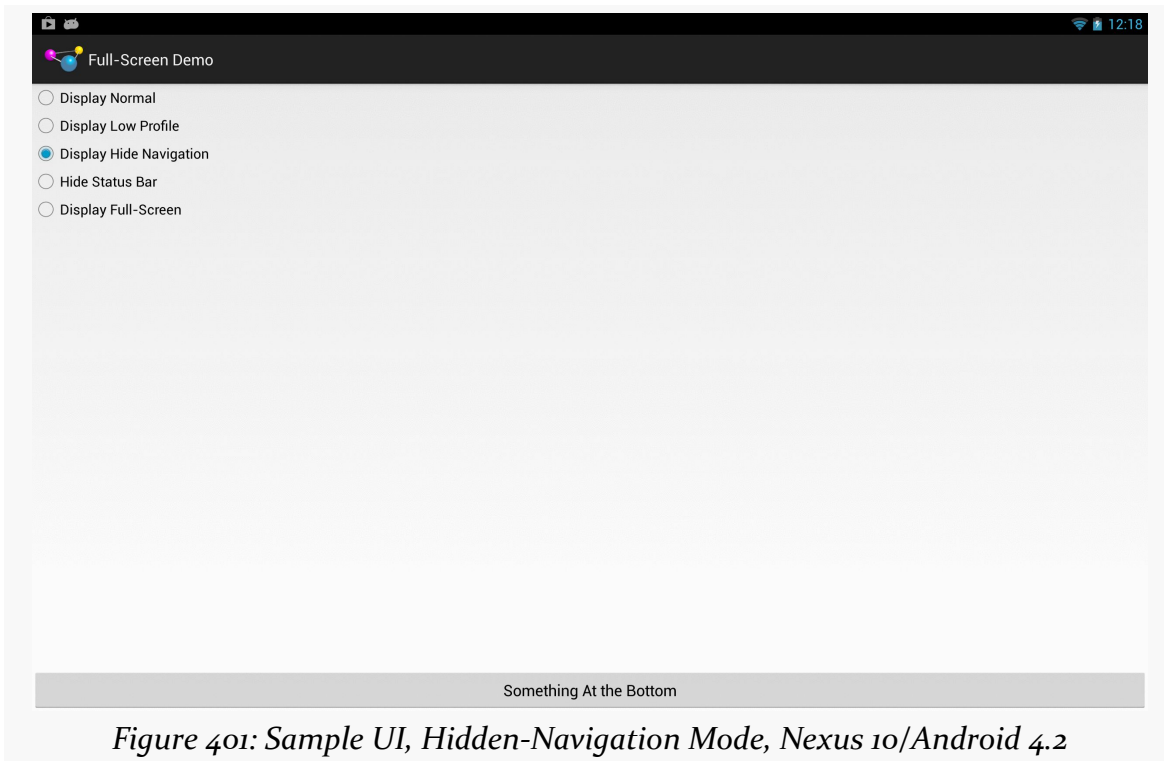 12:18
Full-Screen Demo
Display Normal
Display Low Profile
Display Hide Navigation
Hide Status Bar
Display Full-Screen
Something At the Bottom
Figure 401: Sample UI, Hidden-Navigation Mode, Nexus 10/Android 4.2